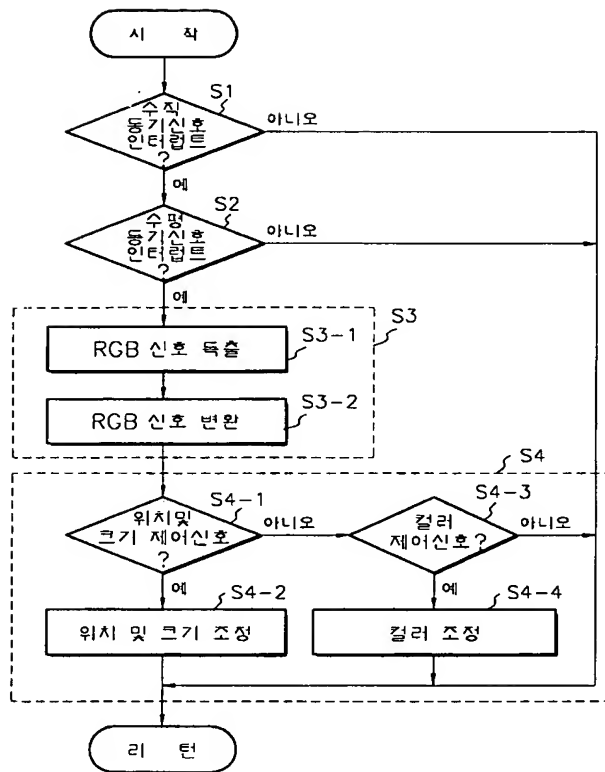 시 작
S1
수직
동기신호
인터럽트
?
아니오
예
S2
수평
동기신호
인터럽트
?
아니오
예
S3
RGB 신호 독출
S3-1
RGB 신호 변환
S3-2
S4
위치및
크기 제어신호
?
S4-1
아니오
컬러
제어신호?
S4-3
아니오
예
예
위치 및 크기 조정
S4-2
컬러 조정
S4-4
리 턴